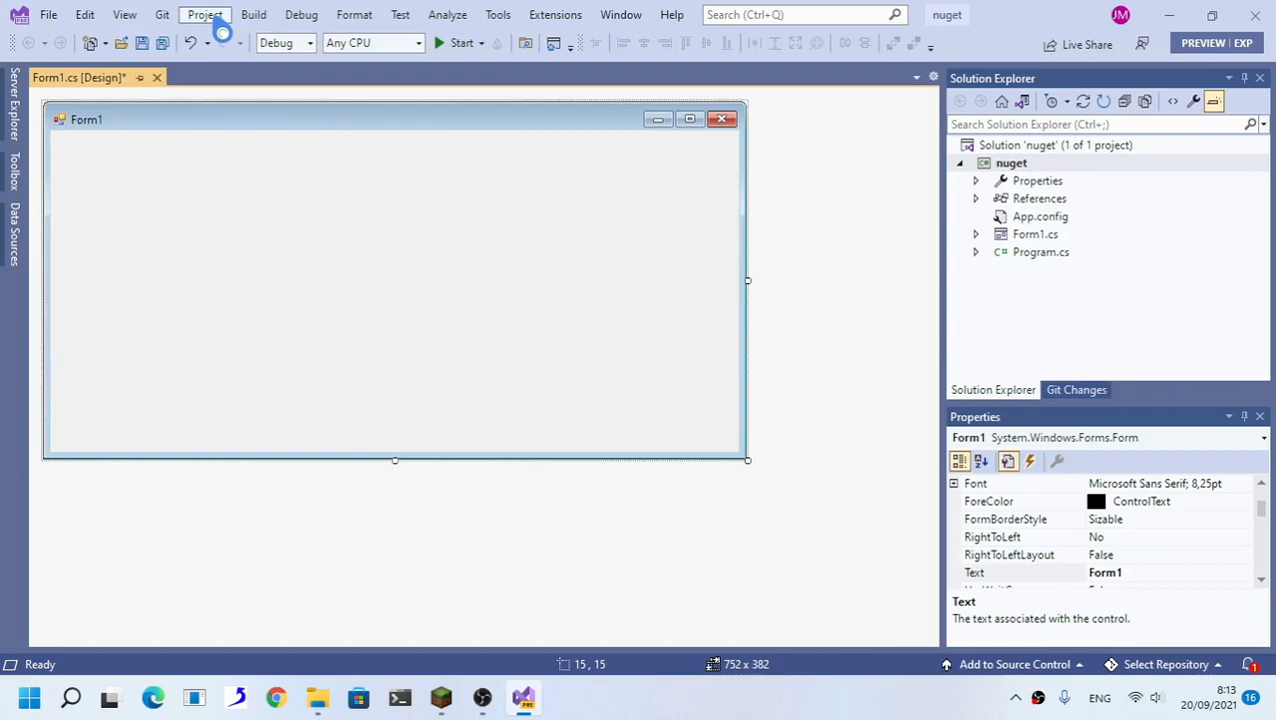 File Edit View Git Project Build Debug Format Test Analyze Tools Extensions Window Help Search (Ctrl+Q) nuget JM
Debug Any CPU Start Live Share PREVIEW | EXP
Form1.cs [Design]*
Solution Explorer
Server Explorer
Toolbox
Data Sources
Form1
Search Solution Explorer (Ctrl+;)
Solution 'nuget' (1 of 1 project)
nuget
Properties
References
App.config
Form1.cs
Program.cs
Solution Explorer Git Changes
Properties
Form1 System.Windows.Forms.Form
Font Microsoft Sans Serif; 8,25pt
ForeColor ControlText
FormBorderStyle Sizable
RightToLeft No
RightToLeftLayout False
Text Form1
Text
The text associated with the control.
Ready 15 , 15 752 x 382 Add to Source Control Select Repository 1
PRE ENG 8:13
20/09/2021 16